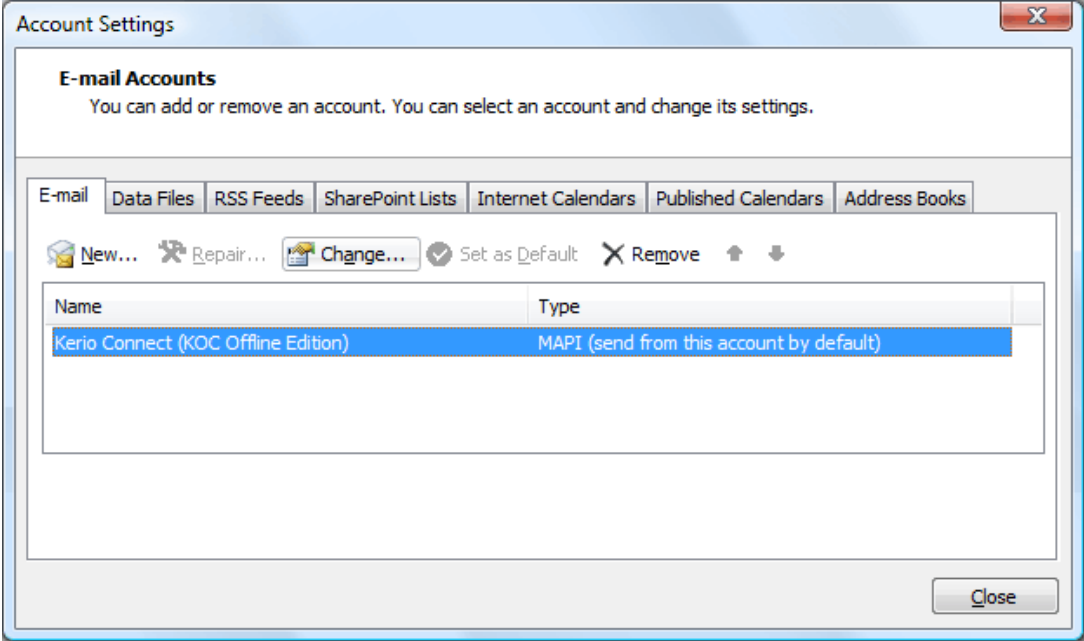 Account Settings
E-mail Accounts
You can add or remove an account. You can select an account and change its settings.
E-mail Data Files RSS Feeds SharePoint Lists Internet Calendars Published Calendars Address Books
New... Repair... Change... Set as Default Remove
Name Type
Kerio Connect (KOC Offline Edition) MAPI (send from this account by default)
Close